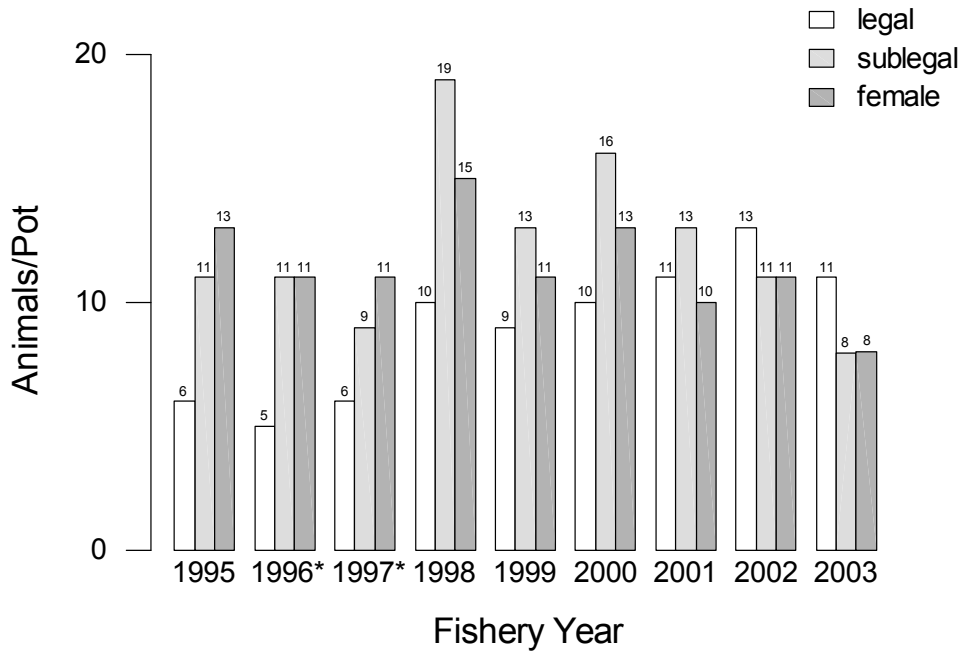 legal
sublegal
female
20
10
0
Animals/Pot
6 11 13
5 11 11
6 9 11
10 19 15
9 13 11
10 16 13
11 13 10
13 11 11
11 8 8
1995 1996* 1997* 1998 1999 2000 2001 2002 2003
Fishery Year